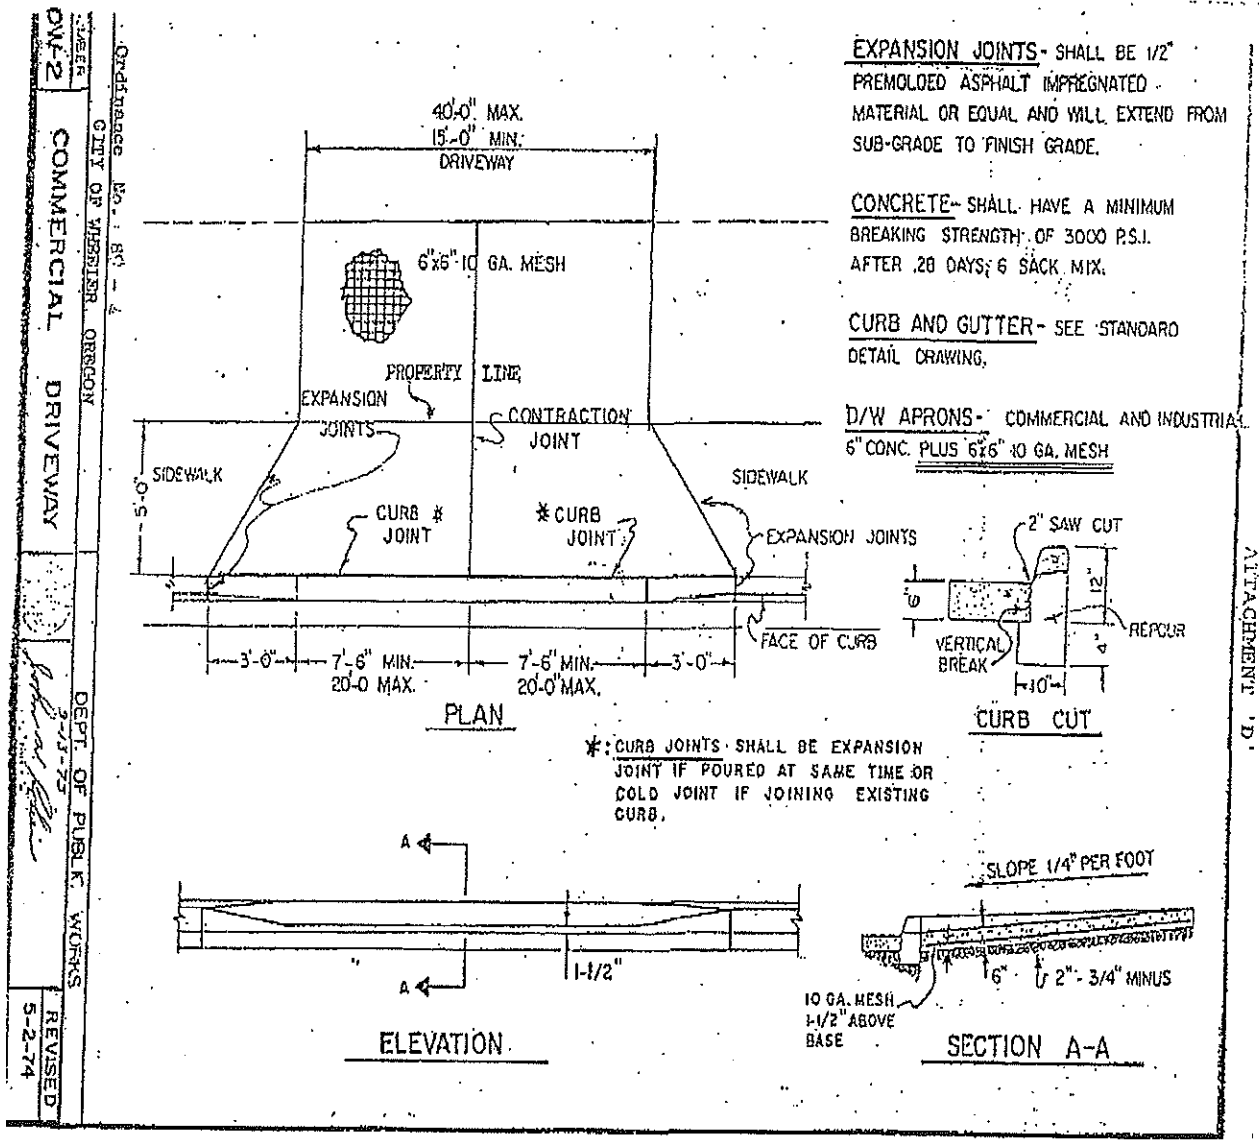 40'-0" MAX.
15'-0" MIN.
DRIVEWAY
6"x6"-10 GA. MESH
PROPERTY LINE
EXPANSION
JOINTS
CONTRACTION
JOINT
SIDEWALK
SIDEWALK
5'-0"
CURB *
JOINT
* CURB
JOINT
EXPANSION JOINTS
FACE OF CURB
3'-0"
7'-6" MIN.
20'-0 MAX.
7'-6" MIN.
20'-0" MAX.
3'-0"
PLAN
*: CURB JOINTS SHALL BE EXPANSION
JOINT IF POURED AT SAME TIME OR
COLD JOINT IF JOINING EXISTING
CURB.
EXPANSION JOINTS - SHALL BE 1/2"
PREMOLDED ASPHALT IMPREGNATED
MATERIAL OR EQUAL AND WILL EXTEND FROM
SUB-GRADE TO FINISH GRADE.
CONCRETE - SHALL HAVE A MINIMUM
BREAKING STRENGTH OF 3000 P.S.I.
AFTER 28 DAYS; 6 SACK MIX.
CURB AND GUTTER - SEE STANDARD
DETAIL DRAWING.
D/W APRONS - COMMERCIAL AND INDUSTRIAL
6" CONC. PLUS 6"x6" 10 GA. MESH
2" SAW CUT
6"
12"
4"
VERTICAL
BREAK
REPOUR
10"
CURB CUT
A
A
1-1/2"
ELEVATION
SLOPE 1/4" PER FOOT
6"
2" - 3/4" MINUS
10 GA. MESH
1-1/2" ABOVE
BASE
SECTION A-A
ATTACHMENT "D"
Ordinance No.
CITY OF WHEELER OREGON
DEPT. OF PUBLIC WORKS
DW-2
COMMERCIAL DRIVEWAY
REVISED
5-2-74